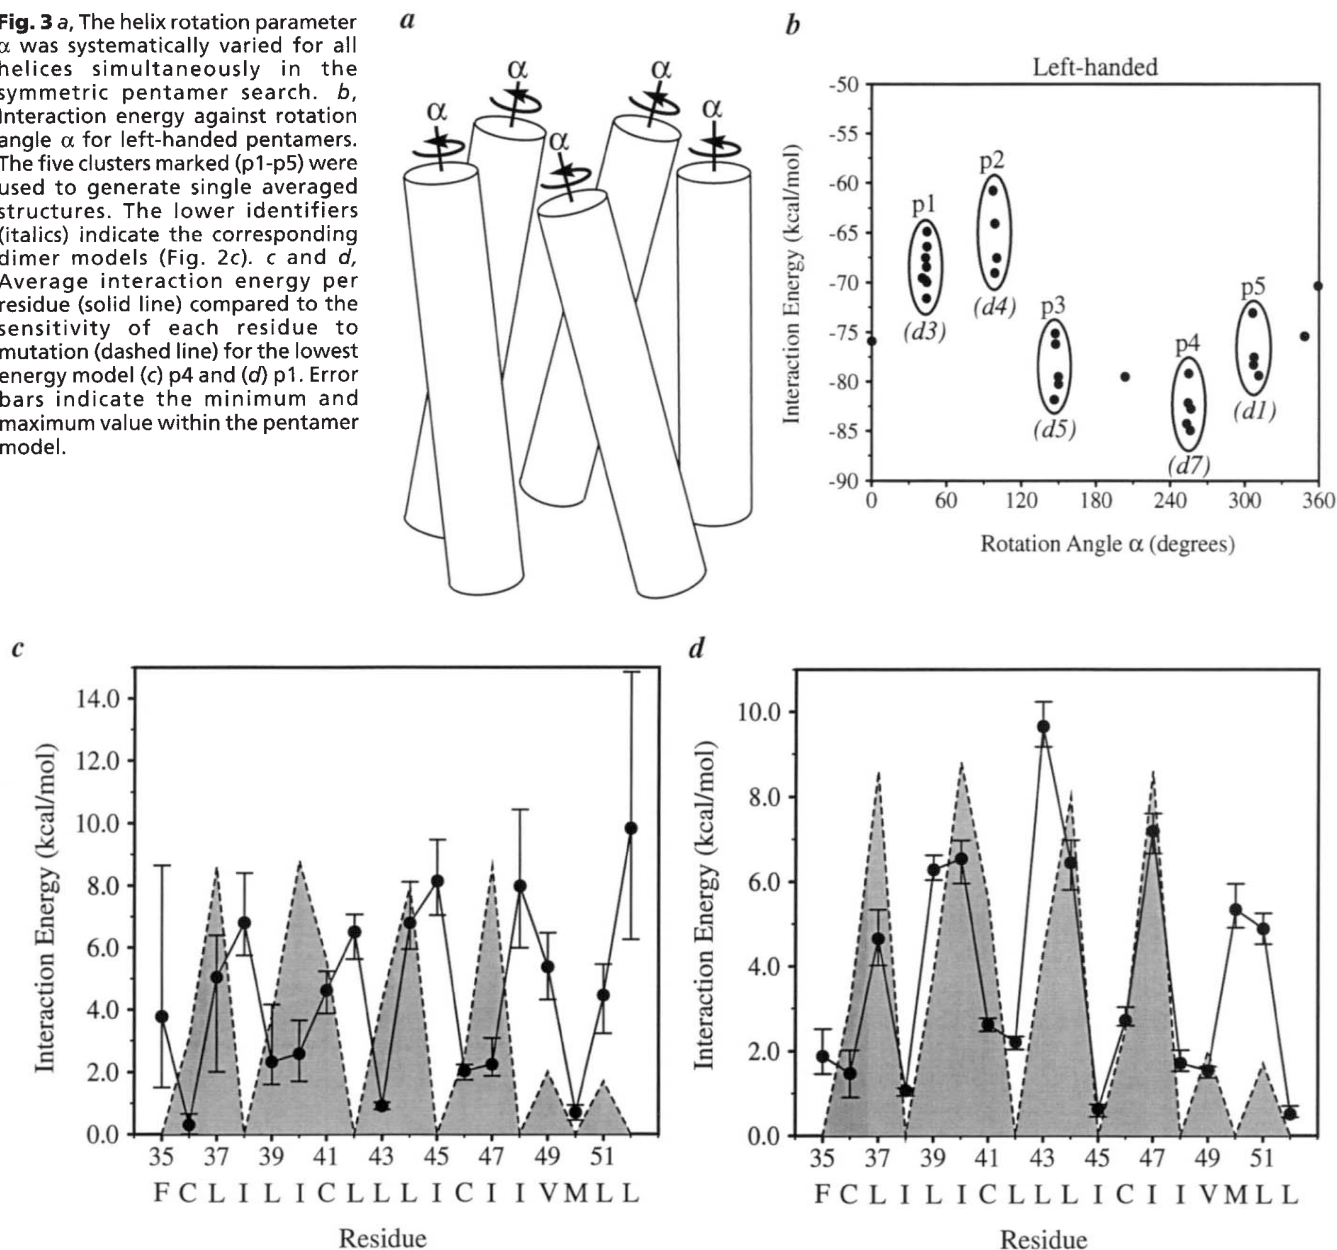 Fig. 3 a, The helix rotation parameter
α was systematically varied for all
helices simultaneously in the
symmetric pentamer search. b,
Interaction energy against rotation
angle α for left-handed pentamers.
The five clusters marked (p1-p5) were
used to generate single averaged
structures. The lower identifiers
(italics) indicate the corresponding
dimer models (Fig. 2c). c and d,
Average interaction energy per
residue (solid line) compared to the
sensitivity of each residue to
mutation (dashed line) for the lowest
energy model (c) p4 and (d) p1. Error
bars indicate the minimum and
maximum value within the pentamer
model.
a
α
α
α
α
α
b
Left-handed
Interaction Energy (kcal/mol)
-50
-55
-60
-65
-70
-75
-80
-85
-90
p1
(d3)
p2
(d4)
p3
(d5)
p4
(d7)
p5
(d1)
0 60 120 180 240 300 360
Rotation Angle α (degrees)
c
Interaction Energy (kcal/mol)
14.0
12.0
10.0
8.0
6.0
4.0
2.0
0.0
35 37 39 41 43 45 47 49 51
F C L I L I C L L L I C I I V M L L
Residue
d
Interaction Energy (kcal/mol)
10.0
8.0
6.0
4.0
2.0
0.0
35 37 39 41 43 45 47 49 51
F C L I L I C L L L I C I I V M L L
Residue